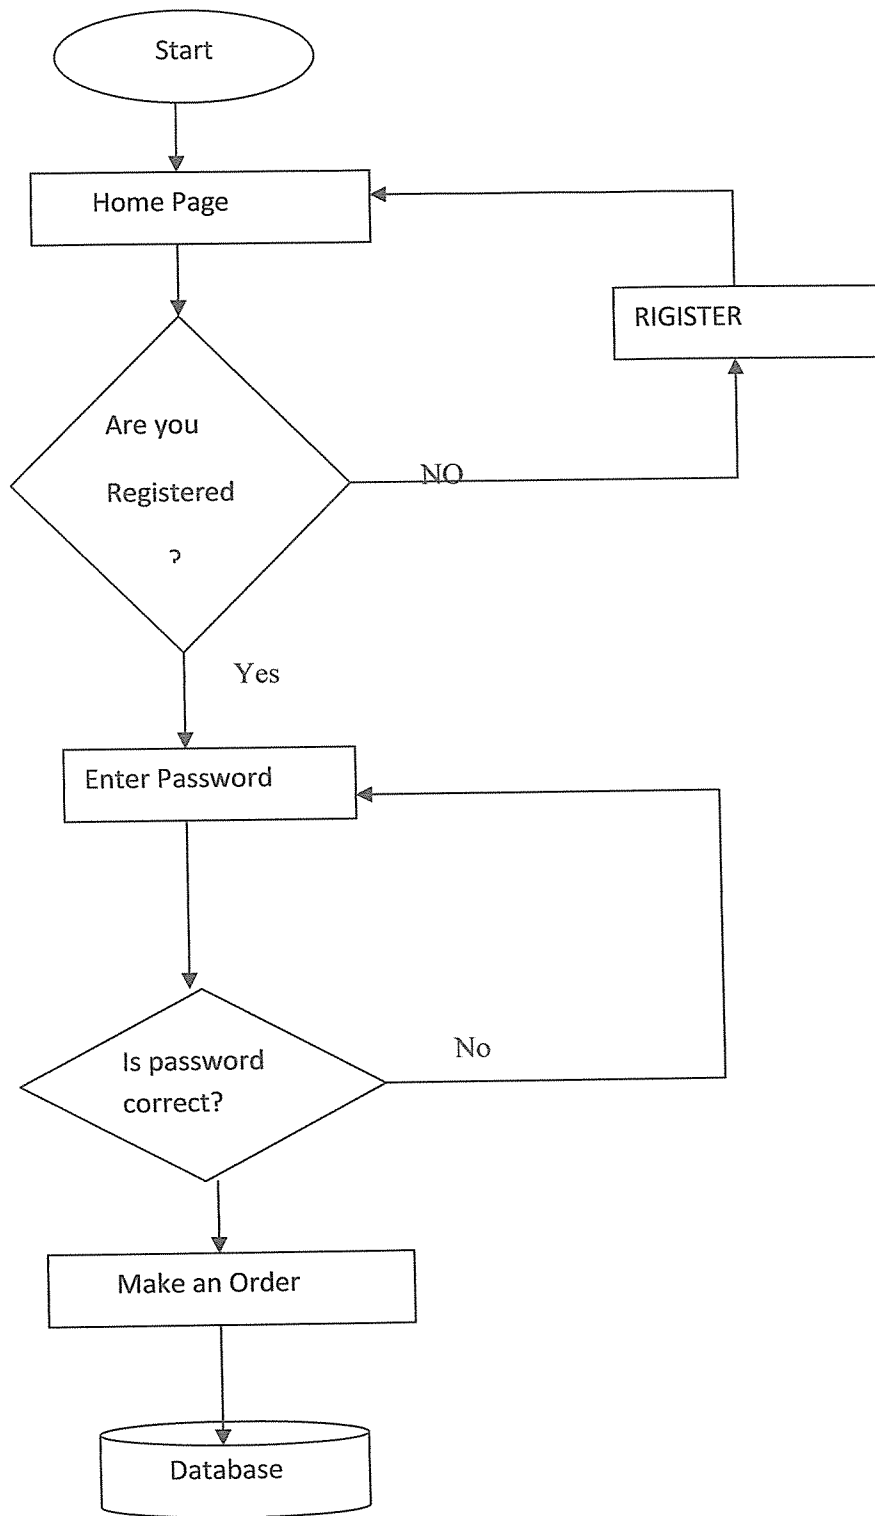 Start
Home Page
RIGISTER
Are you
Registered
?
NO
Yes
Enter Password
Is password
correct?
No
Make an Order
Database